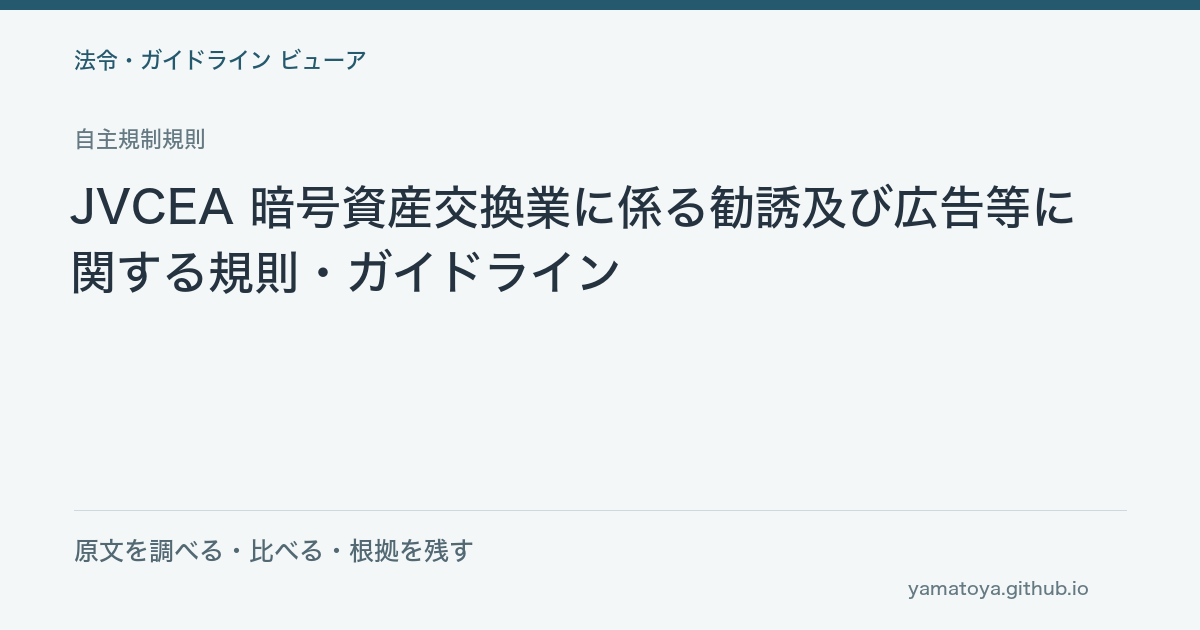 法令・ガイドライン ビューア
自主規制規則
JVCEA 暗号資産交換業に係る勧誘及び広告等に
関する規則・ガイドライン
原文を調べる・比べる・根拠を残す
yamatoya.github.io